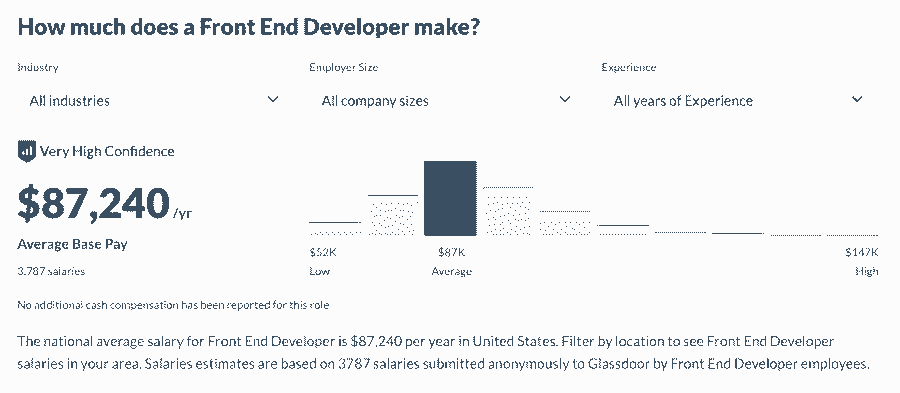 How much does a Front End Developer make?
Industry Employer Size Experience
All industries All company sizes All years of Experience
Very High Confidence
$87,240 /yr
Average Base Pay
3,787 salaries
$52K $87K $147K
Low Average High
No additional cash compensation has been reported for this role
The national average salary for Front End Developer is $87,240 per year in United States. Filter by location to see Front End Developer
salaries in your area. Salaries estimates are based on 3787 salaries submitted anonymously to Glassdoor by Front End Developer employees.